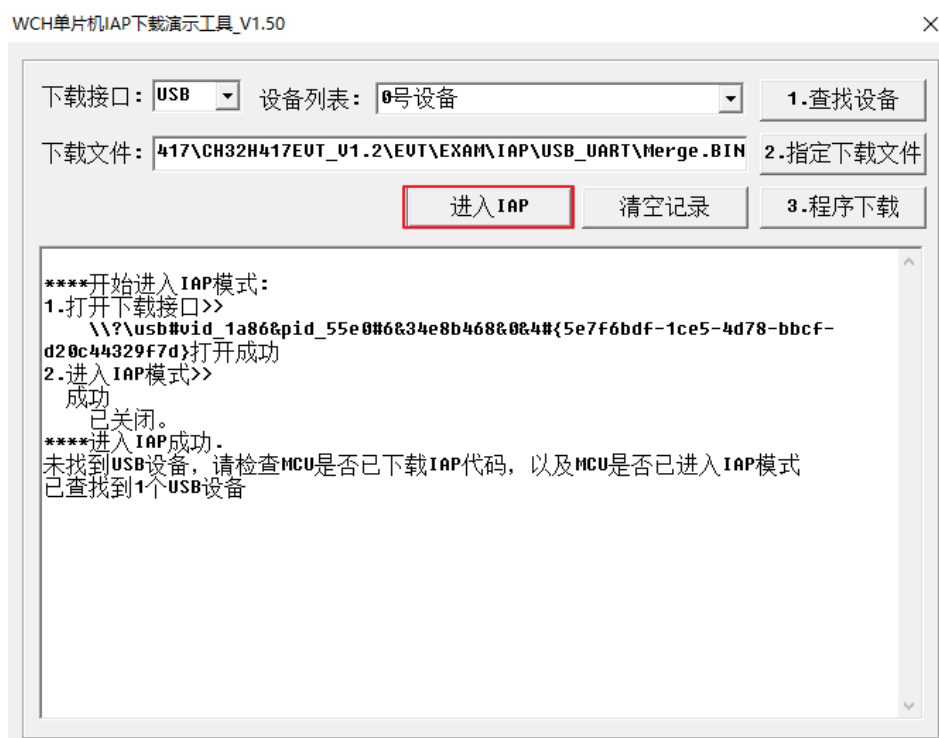 WCH单片机IAP下载演示工具_V1.50
下载接口: USB 设备列表: 0号设备 1.查找设备
下载文件: 417\CH32H417EVT_V1.2\EVT\EXAM\IAP\USB_UART\Merge.BIN 2.指定下载文件
进入IAP 清空记录 3.程序下载
****开始进入IAP模式:
1.打开下载接口>>
\\?\usb#vid_1a86&pid_55e0#6&34e8b468&0&4#{5e7f6bdf-1ce5-4d78-bbcf-
d20c44329f7d}打开成功
2.进入IAP模式>>
成功
已关闭。
****进入IAP成功.
未找到USB设备，请检查MCU是否已下载IAP代码，以及MCU是否已进入IAP模式
已查找到1个USB设备